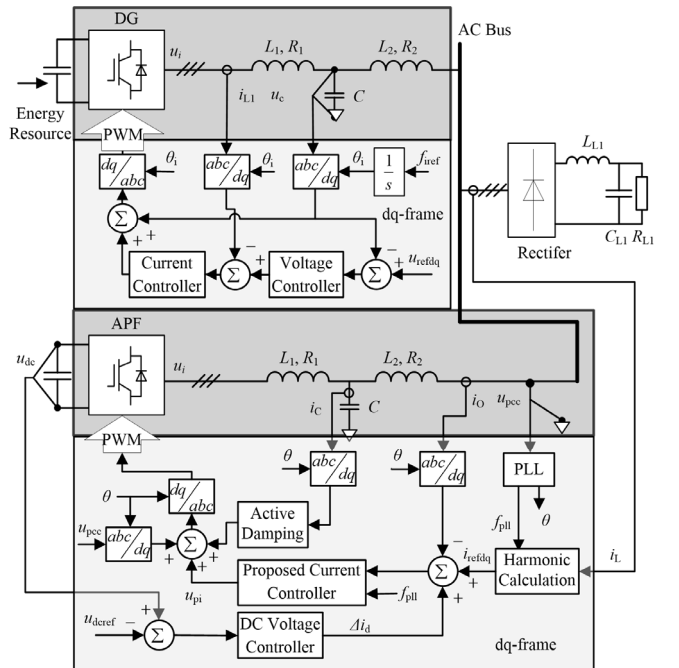 DG
AC Bus
u_i
L_1, R_1
L_2, R_2
i_L1
u_c
C
Energy
Resource
PWM
dq/abc
θ_i
abc/dq
θ_i
abc/dq
θ_i
1/s
f_iref
Σ
dq-frame
+ +
−
+
−
+
Current
Controller
Σ
Voltage
Controller
Σ
u_refdq
L_L1
C_L1 R_L1
Rectifer
APF
u_dc
u_i
L_1, R_1
L_2, R_2
i_C
C
i_O
u_pcc
PWM
θ
abc/dq
θ
abc/dq
PLL
θ
dq/abc
f_pll
θ
u_pcc
abc/dq
+
Σ
+
+
+
Active
Damping
−
i_refdq
Σ
+
+
Harmonic
Calculation
i_L
u_pi
Proposed Current
Controller
f_pll
u_dcref
−
+
Σ
DC Voltage
Controller
Δi_d
dq-frame